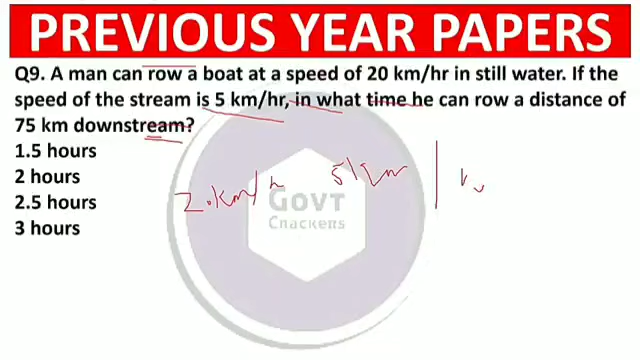 PREVIOUS YEAR PAPERS
Q9. A man can row a boat at a speed of 20 km/hr in still water. If the
speed of the stream is 5 km/hr, in what time he can row a distance of
75 km downstream?
1.5 hours
2 hours
2.5 hours
3 hours
20km/h 5km
GOVT
CRACKERS